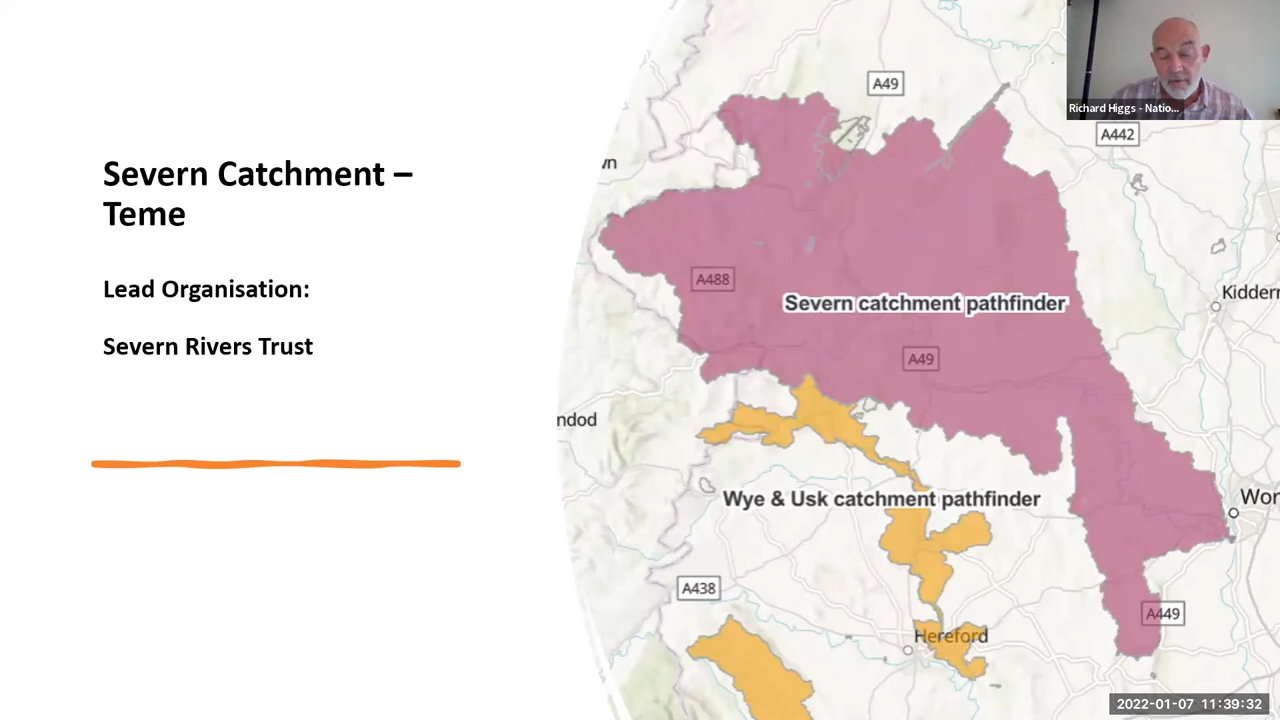 Severn Catchment –
Teme
Lead Organisation:
Severn Rivers Trust
A49
Richard Higgs - Natio...
A442
vn
A488
Kidderr
Severn catchment pathfinder
A49
ndod
Wye & Usk catchment pathfinder
Wor
A438
A449
Hereford
2022-01-07 11:39:32